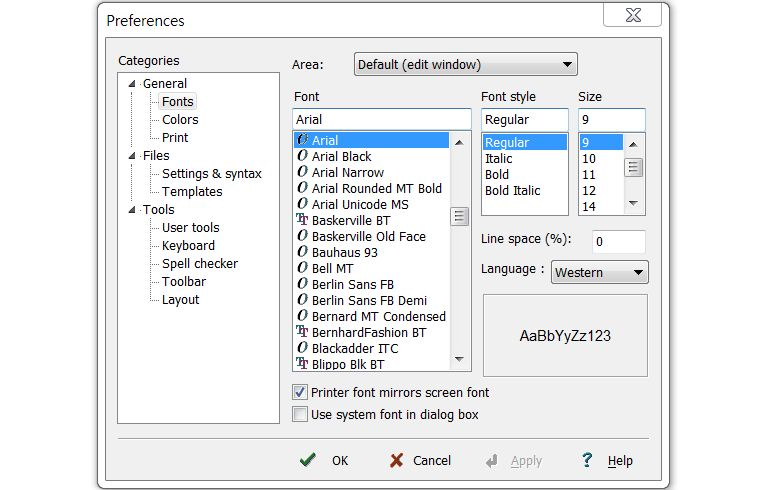 Preferences
Categories
General
Fonts
Colors
Print
Files
Settings & syntax
Templates
Tools
User tools
Keyboard
Spell checker
Toolbar
Layout
Area:
Default (edit window)
Font
Arial
Arial
Arial Black
Arial Narrow
Arial Rounded MT Bold
Arial Unicode MS
Baskerville BT
Baskerville Old Face
Bauhaus 93
Bell MT
Berlin Sans FB
Berlin Sans FB Demi
Bernard MT Condensed
BernhardFashion BT
Blackadder ITC
Blippo Blk BT
Font style
Regular
Regular
Italic
Bold
Bold Italic
Size
9
9
10
11
12
14
Line space (%):
0
Language :
Western
AaBbYyZz123
Printer font mirrors screen font
Use system font in dialog box
OK
Cancel
Apply
? Help